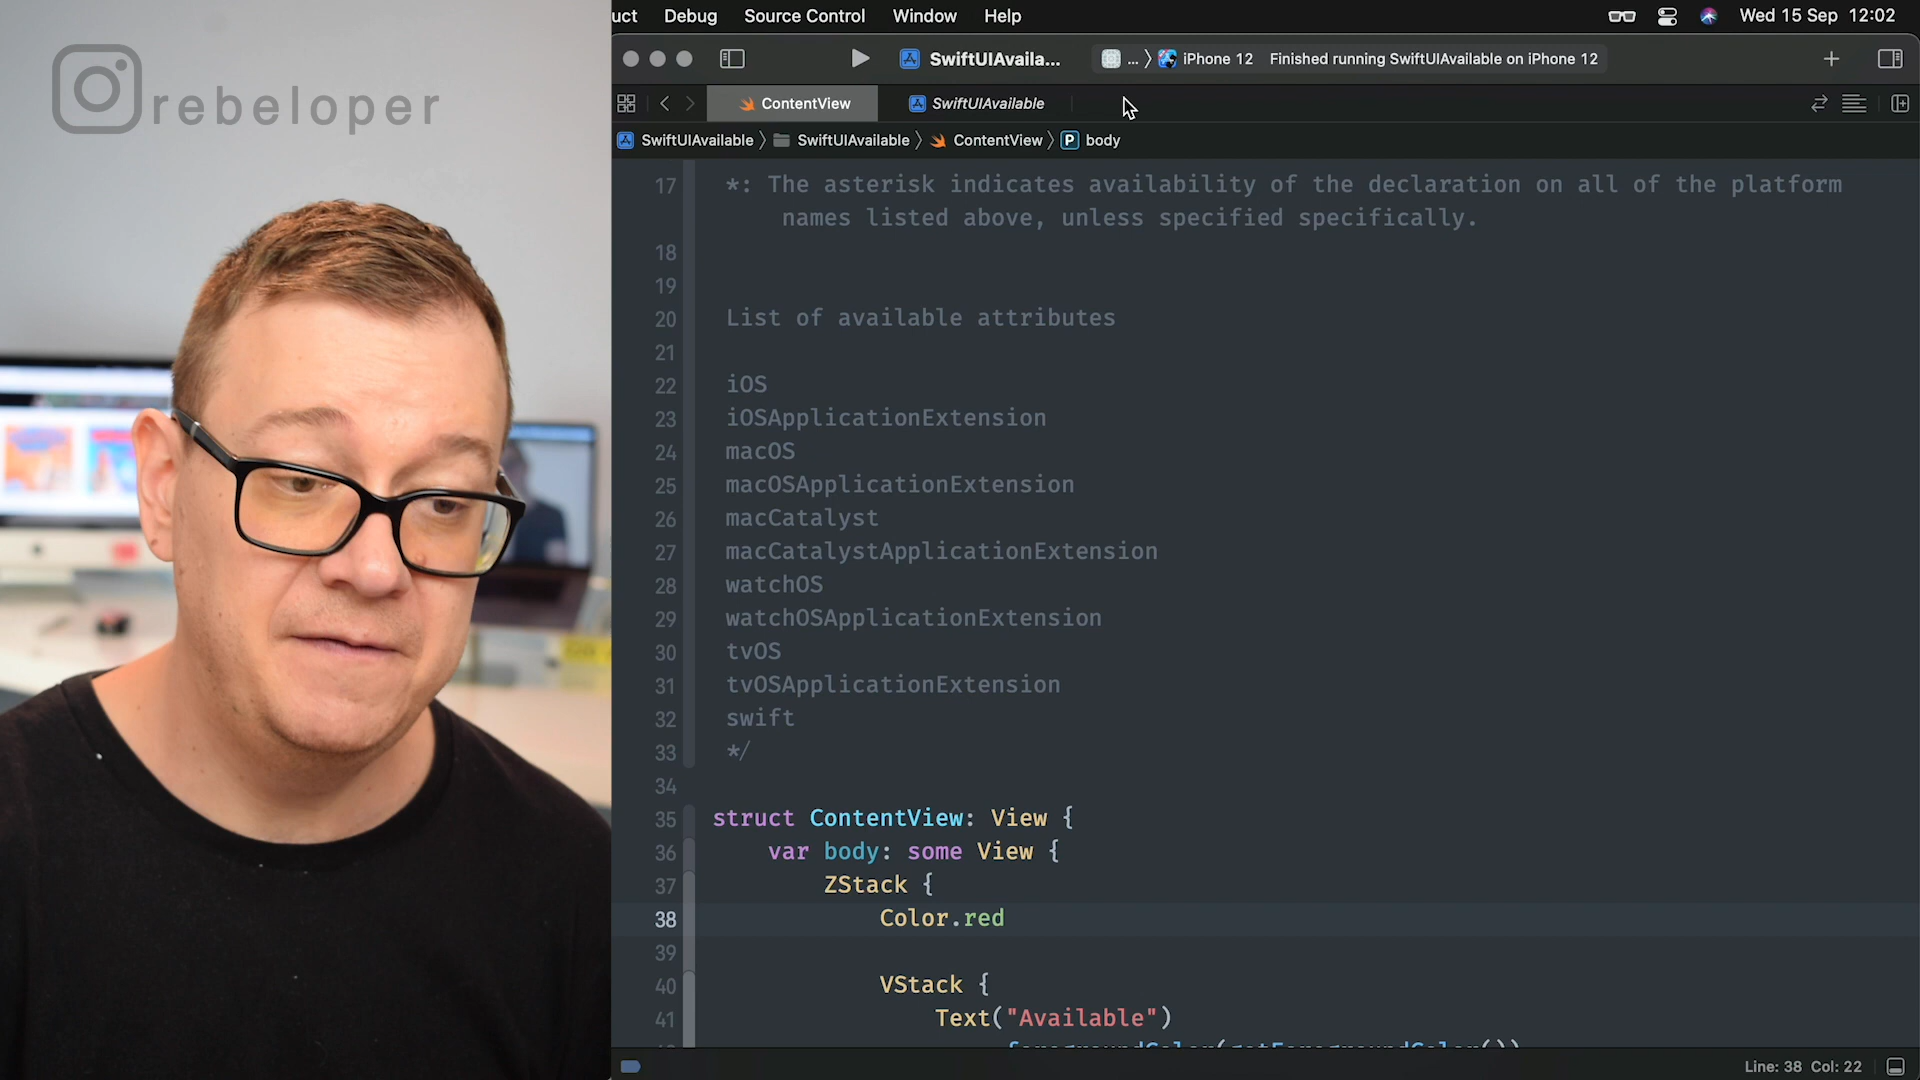 rebeloper
uct Debug Source Control Window Help Wed 15 Sep 12:02
SwiftUIAvaila... ... 〉 iPhone 12 Finished running SwiftUIAvailable on iPhone 12
ContentView SwiftUIAvailable
SwiftUIAvailable 〉 SwiftUIAvailable 〉 ContentView 〉 P body
17 *: The asterisk indicates availability of the declaration on all of the platform
names listed above, unless specified specifically.
18
19
20 List of available attributes
21
22 iOS
23 iOSApplicationExtension
24 macOS
25 macOSApplicationExtension
26 macCatalyst
27 macCatalystApplicationExtension
28 watchOS
29 watchOSApplicationExtension
30 tvOS
31 tvOSApplicationExtension
32 swift
33 */
34
35 struct ContentView: View {
36 var body: some View {
37 ZStack {
38 Color.red
39
40 VStack {
41 Text("Available")
Line: 38 Col: 22